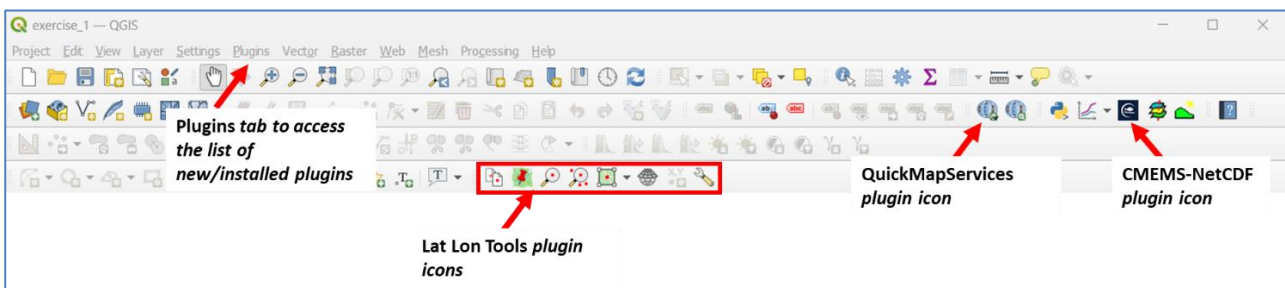 exercise_1 — QGIS
Project Edit View Layer Settings Plugins Vector Raster Web Mesh Processing Help
Plugins tab to access
the list of
new/installed plugins
QuickMapServices
plugin icon
CMEMS-NetCDF
plugin icon
Lat Lon Tools plugin
icons